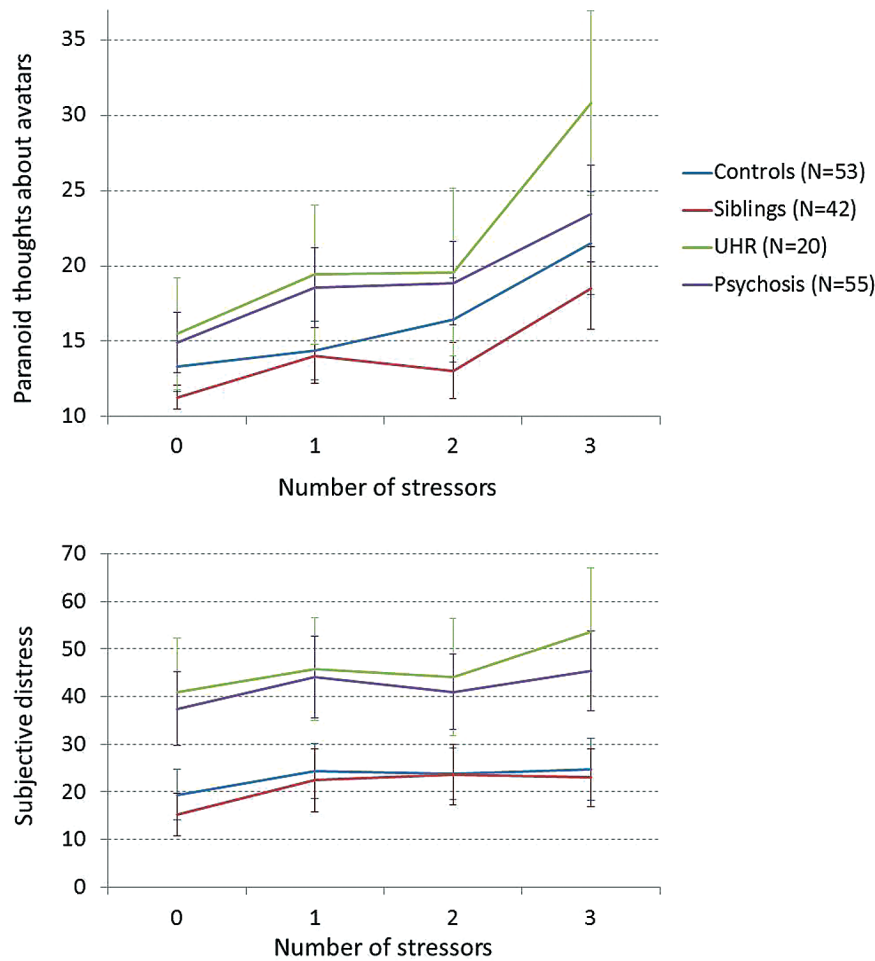 Paranoid thoughts about avatars
35
30
25
20
15
10
0 1 2 3
Number of stressors
Controls (N=53)
Siblings (N=42)
UHR (N=20)
Psychosis (N=55)
Subjective distress
70
60
50
40
30
20
10
0
0 1 2 3
Number of stressors